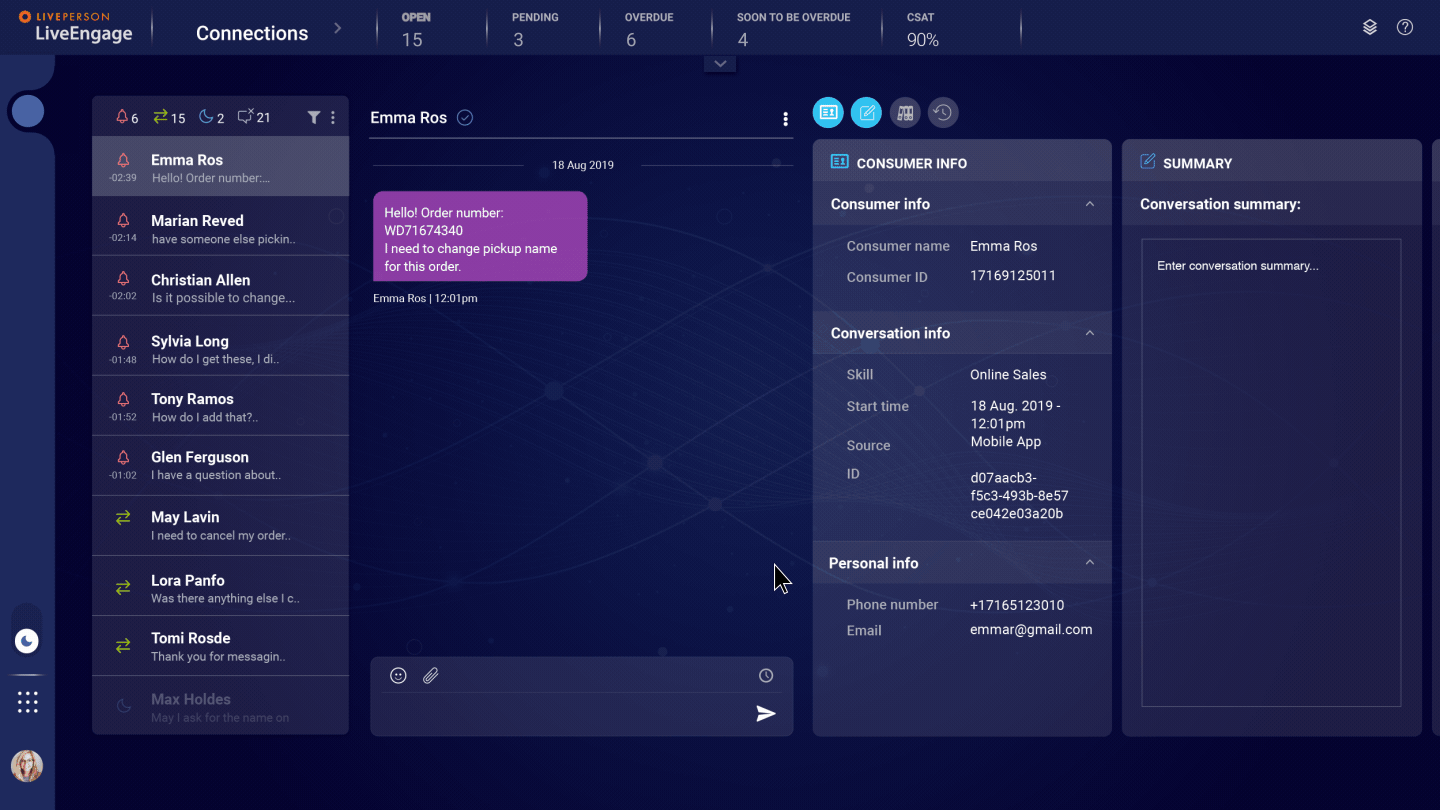 LIVEPERSON
LiveEngage
Connections
OPEN
15
PENDING
3
OVERDUE
6
SOON TO BE OVERDUE
4
CSAT
90%
6 15 2 21
Emma Ros
-02:39 Hello! Order number:...
Marian Reved
-02:14 have someone else pickin..
Christian Allen
-02:02 Is it possible to change...
Sylvia Long
-01:48 How do I get these, I di..
Tony Ramos
-01:52 How do I add that?..
Glen Ferguson
-01:02 I have a question about..
May Lavin
I need to cancel my order..
Lora Panfo
Was there anything else I c..
Tomi Rosde
Thank you for messagin..
Max Holdes
May I ask for the name on
Emma Ros
18 Aug 2019
Hello! Order number:
WD71674340
I need to change pickup name
for this order.
Emma Ros | 12:01pm
CONSUMER INFO
Consumer info
Consumer name Emma Ros
Consumer ID 17169125011
Conversation info
Skill Online Sales
Start time 18 Aug. 2019 -
12:01pm
Source Mobile App
ID d07aacb3-
f5c3-493b-8e57
ce042e03a20b
Personal info
Phone number +17165123010
Email emmar@gmail.com
SUMMARY
Conversation summary:
Enter conversation summary...